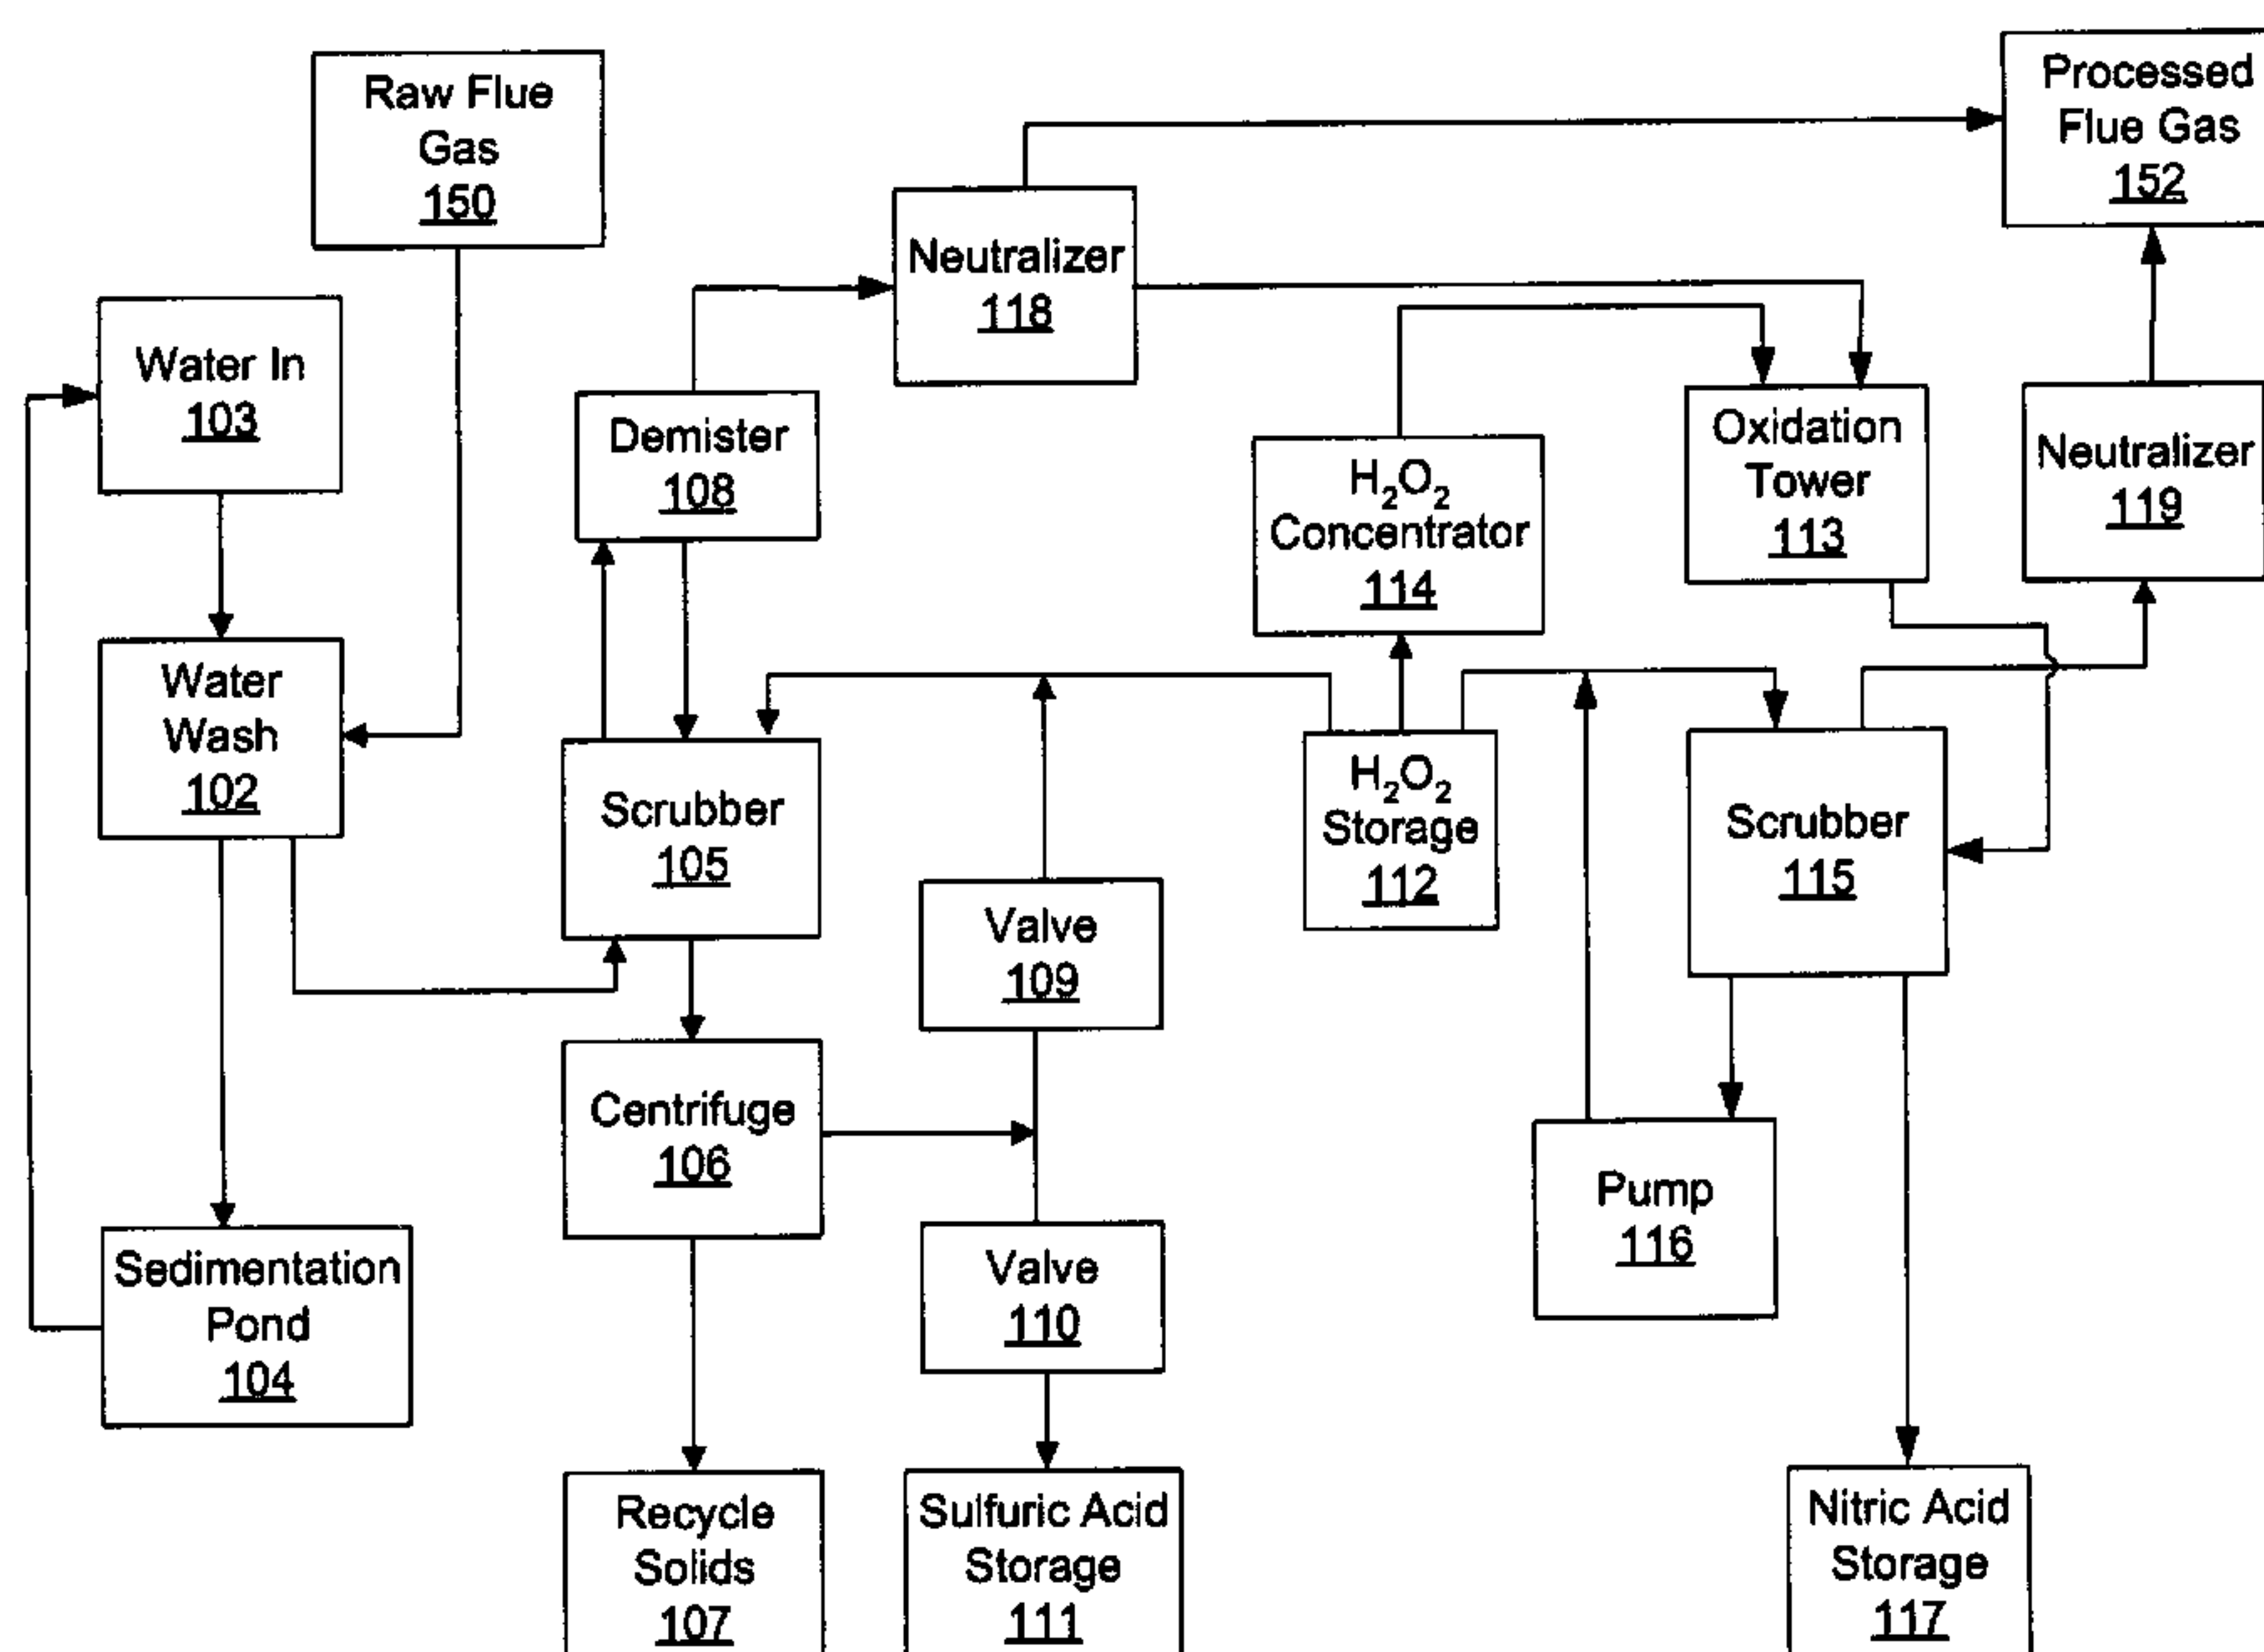 Raw Flue
Gas
150
Processed
Flue Gas
152
Neutralizer
118
Water In
103
Demister
108
H₂O₂
Concentrator
114
Oxidation
Tower
113
Neutralizer
119
Water
Wash
102
Scrubber
105
Valve
109
H₂O₂
Storage
112
Scrubber
115
Centrifuge
106
Pump
116
Sedimentation
Pond
104
Valve
110
Recycle
Solids
107
Sulfuric Acid
Storage
111
Nitric Acid
Storage
117